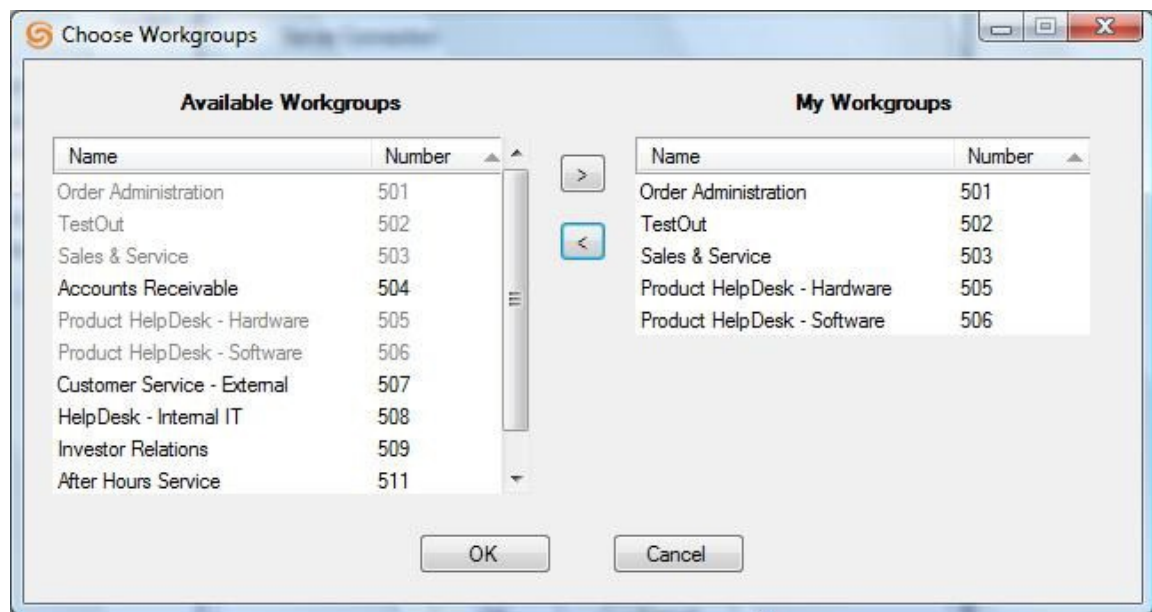 Choose Workgroups
Available Workgroups
Name Number
Order Administration 501
TestOut 502
Sales & Service 503
Accounts Receivable 504
Product HelpDesk - Hardware 505
Product HelpDesk - Software 506
Customer Service - External 507
HelpDesk - Internal IT 508
Investor Relations 509
After Hours Service 511
>
<
My Workgroups
Name Number
Order Administration 501
TestOut 502
Sales & Service 503
Product HelpDesk - Hardware 505
Product HelpDesk - Software 506
OK Cancel